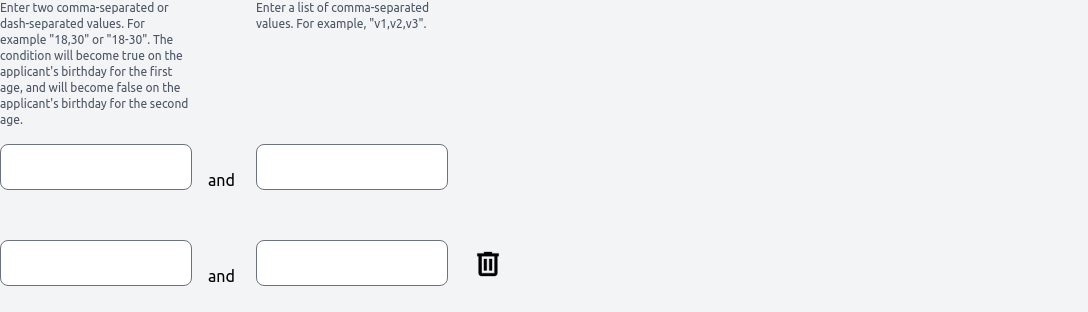 Enter two comma-separated or
dash-separated values. For
example "18,30" or "18-30". The
condition will become true on the
applicant's birthday for the first
age, and will become false on the
applicant's birthday for the second
age.
Enter a list of comma-separated
values. For example, "v1,v2,v3".
and
and